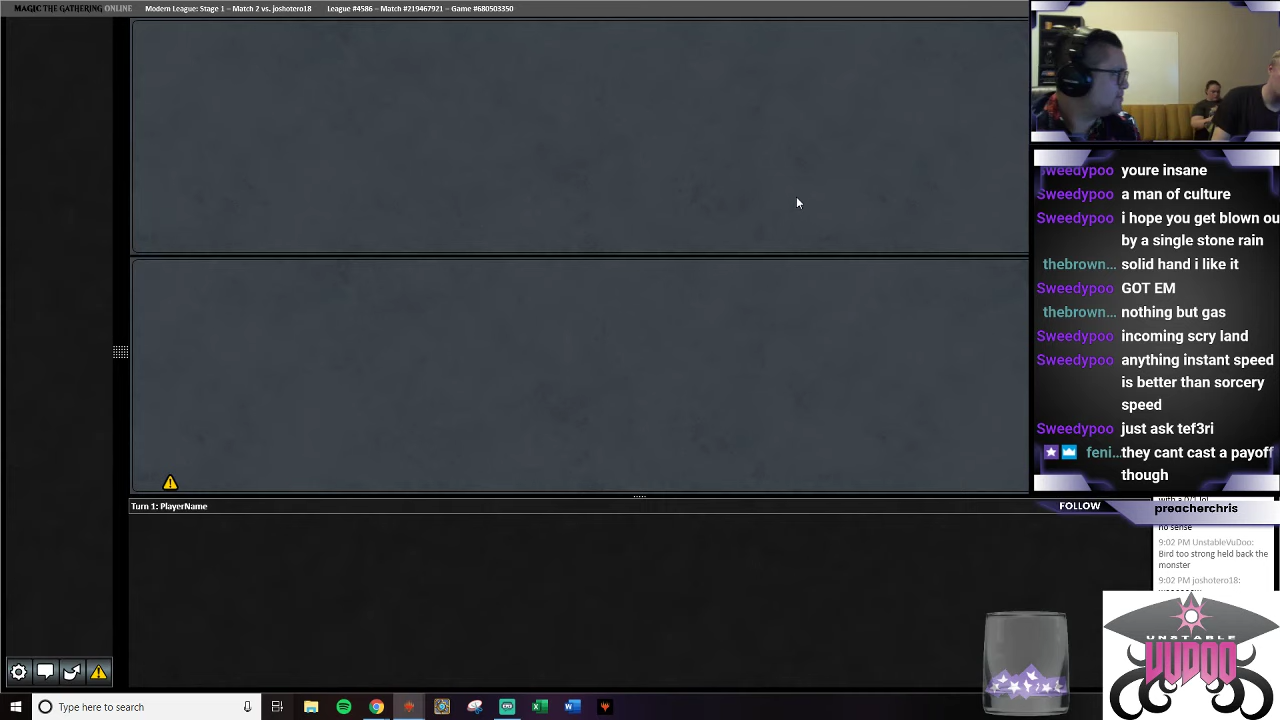 MAGIC THE GATHERING ONLINE Modern League: Stage 1 – Match 2 vs. joshotero18 League #4586 – Match #219467921 – Game #680503350
Sweedypoo youre insane
Sweedypoo a man of culture
Sweedypoo i hope you get blown ou
by a single stone rain
thebrown... solid hand i like it
Sweedypoo GOT EM
thebrown... nothing but gas
Sweedypoo incoming scry land
Sweedypoo anything instant speed
is better than sorcery
speed
Sweedypoo just ask tef3ri
feni... they cant cast a payoff
though
Turn 1: PlayerName
FOLLOW preacherchris
no sense
9:02 PM UnstableVuDoo:
Bird too strong held back the
monster
9:02 PM joshotero18:
UNSTABLE
VUDOO
Type here to search